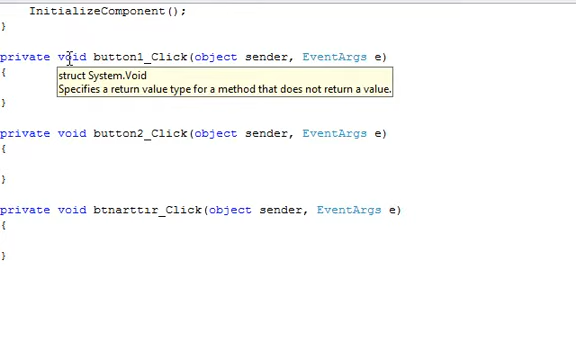 InitializeComponent();
}
private void button1_Click(object sender, EventArgs e)
{
struct System.Void
Specifies a return value type for a method that does not return a value.
}
private void button2_Click(object sender, EventArgs e)
{
}
private void btnarttır_Click(object sender, EventArgs e)
{
}